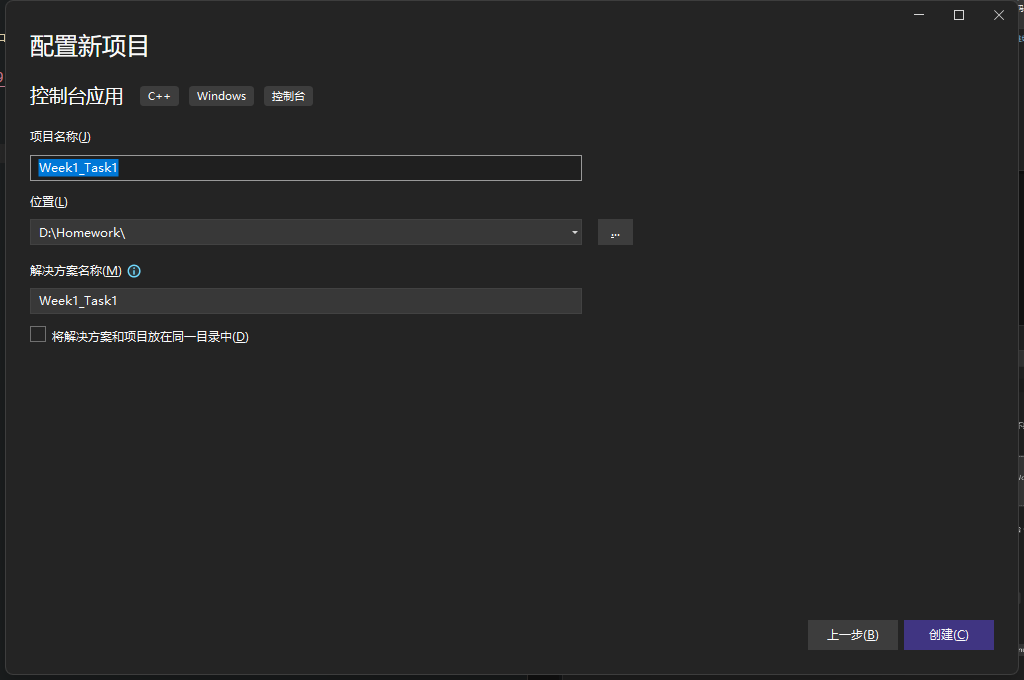 配置新项目
控制台应用 C++ Windows 控制台
项目名称(J)
Week1_Task1
位置(L)
D:\Homework\
...
解决方案名称(M)
Week1_Task1
将解决方案和项目放在同一目录中(D)
上一步(B) 创建(C)